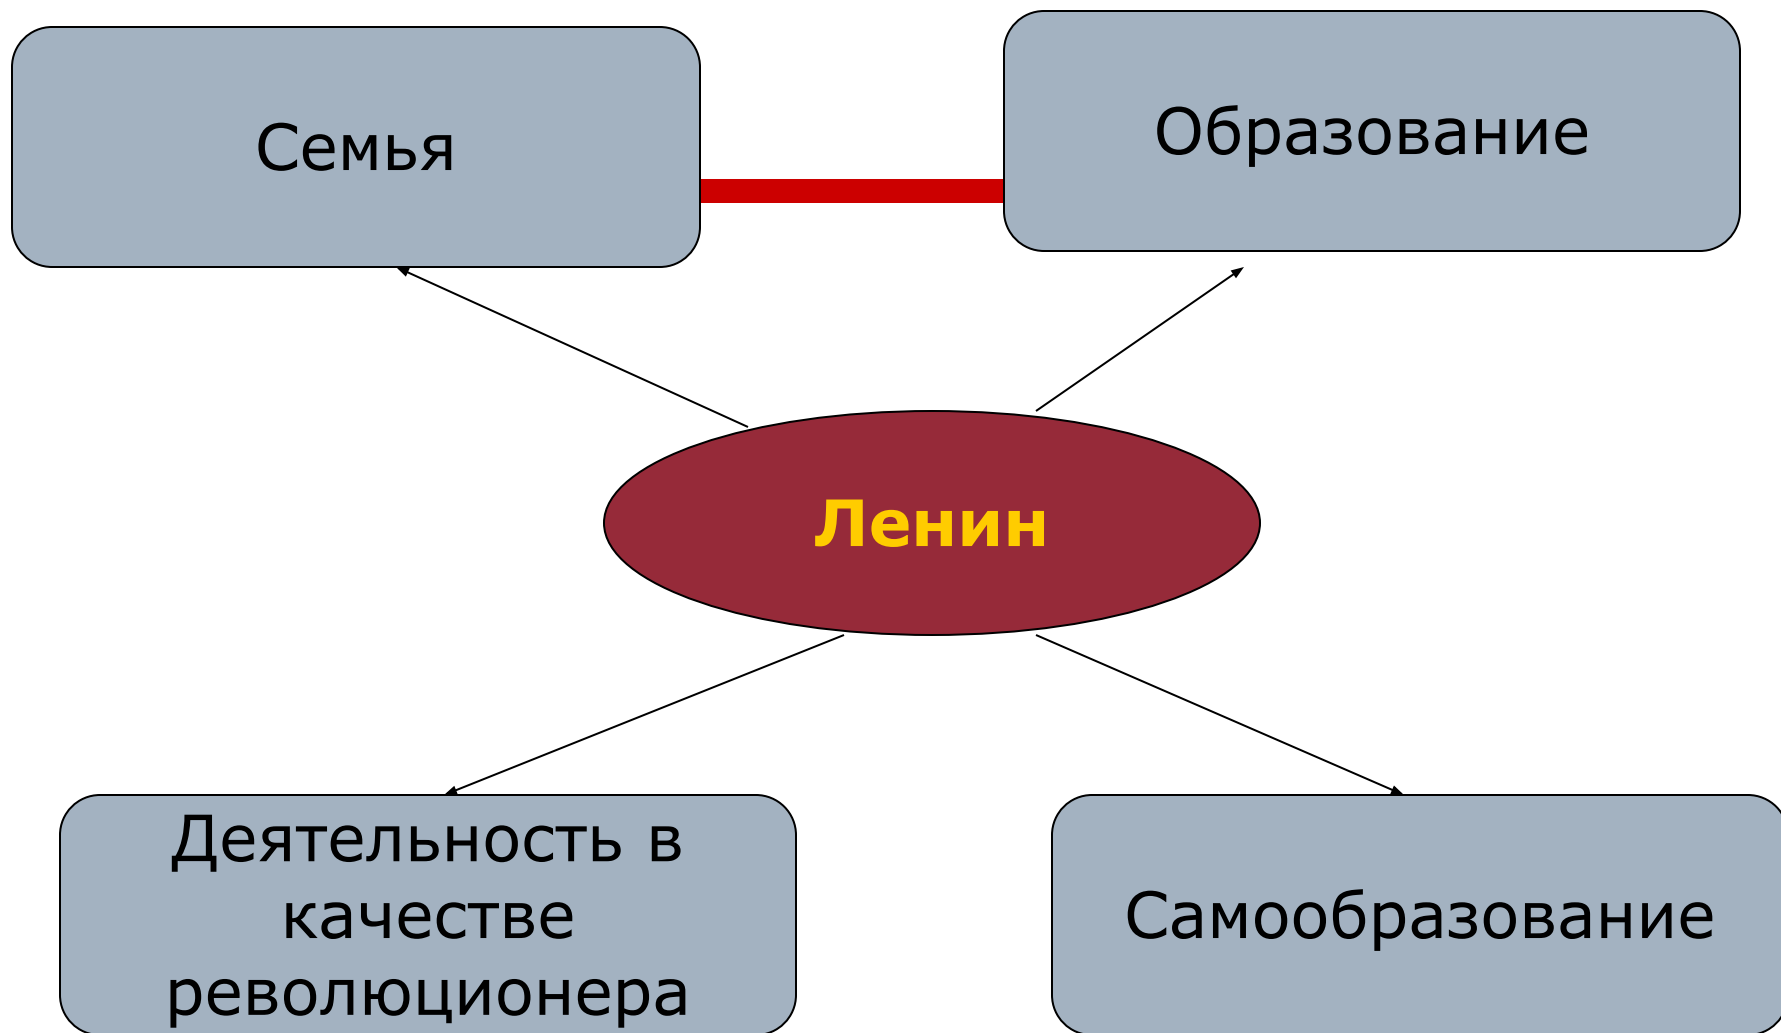 Семья
Образование
Ленин
Деятельность в
качестве
революционера
Самообразование